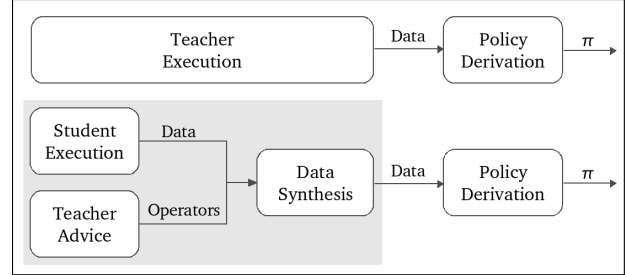 Teacher
Execution
Data
Policy
Derivation
π
Student
Execution
Data
Teacher
Advice
Operators
Data
Synthesis
Data
Policy
Derivation
π